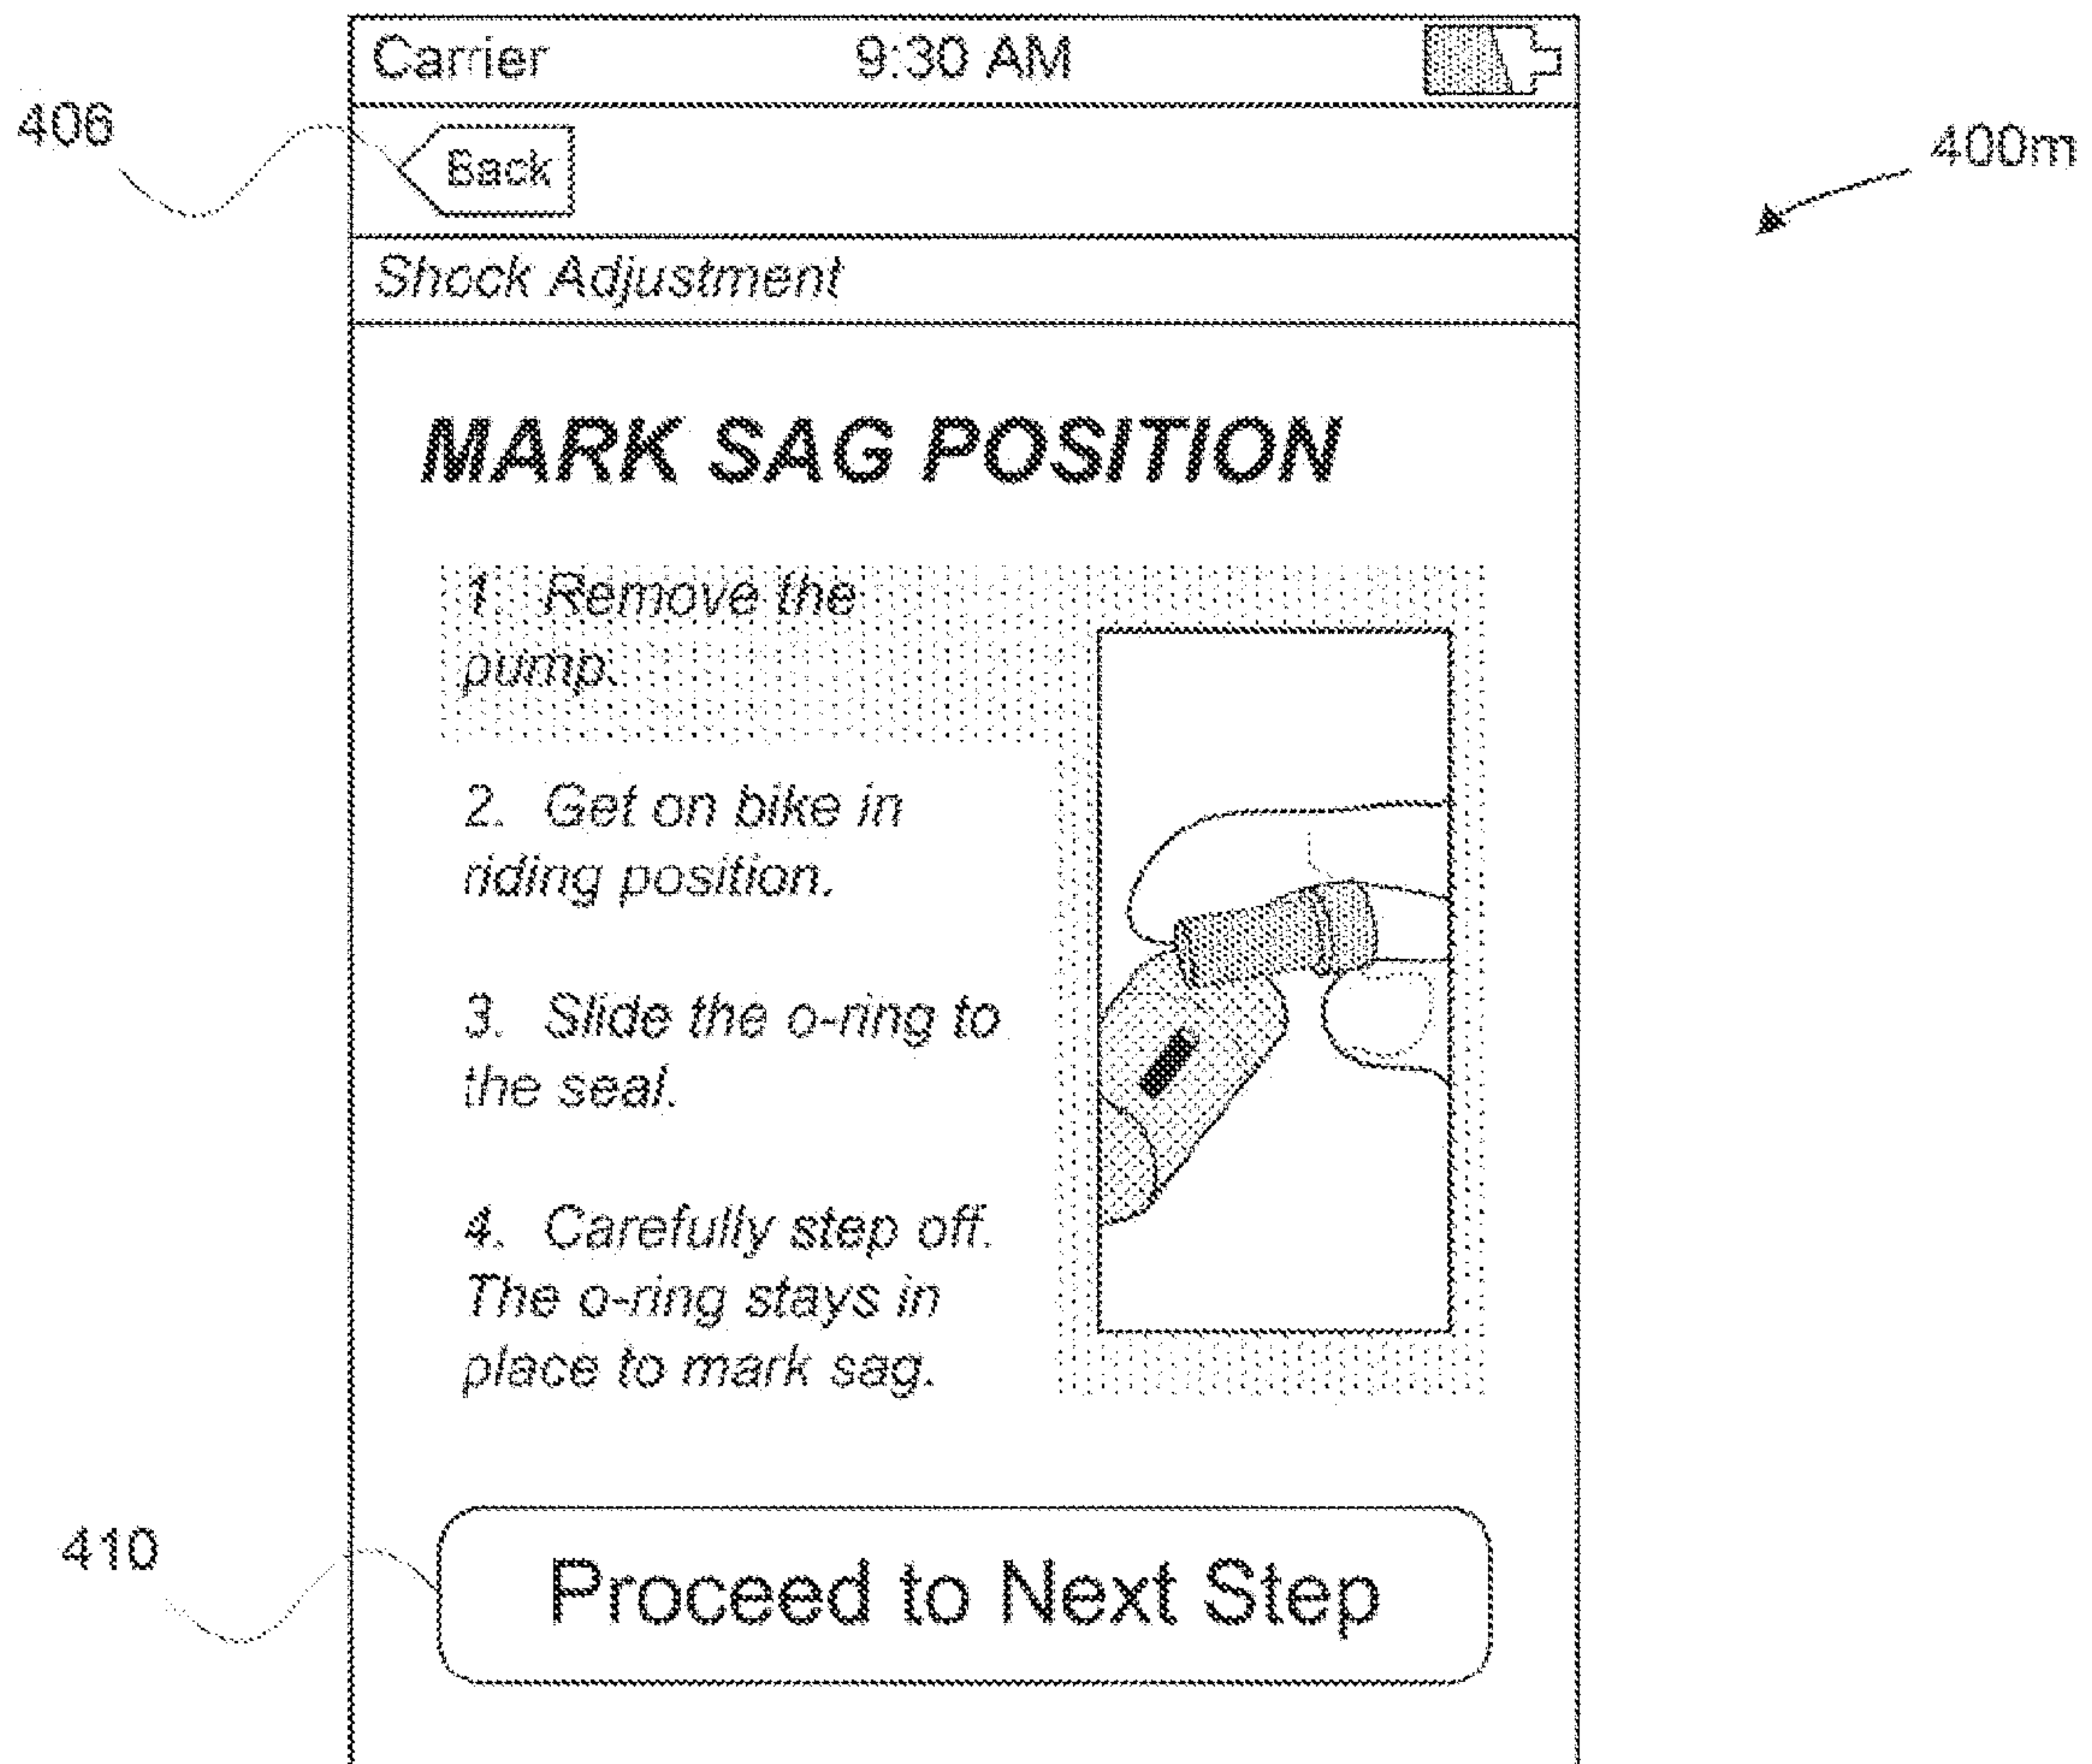 Carrier 9:30 AM
406
Back
400m
Shock Adjustment
MARK SAG POSITION
1. Remove the
pump.
2. Get on bike in
riding position.
3. Slide the o-ring to
the seal.
4. Carefully step off.
The o-ring stays in
place to mark sag.
410
Proceed to Next Step